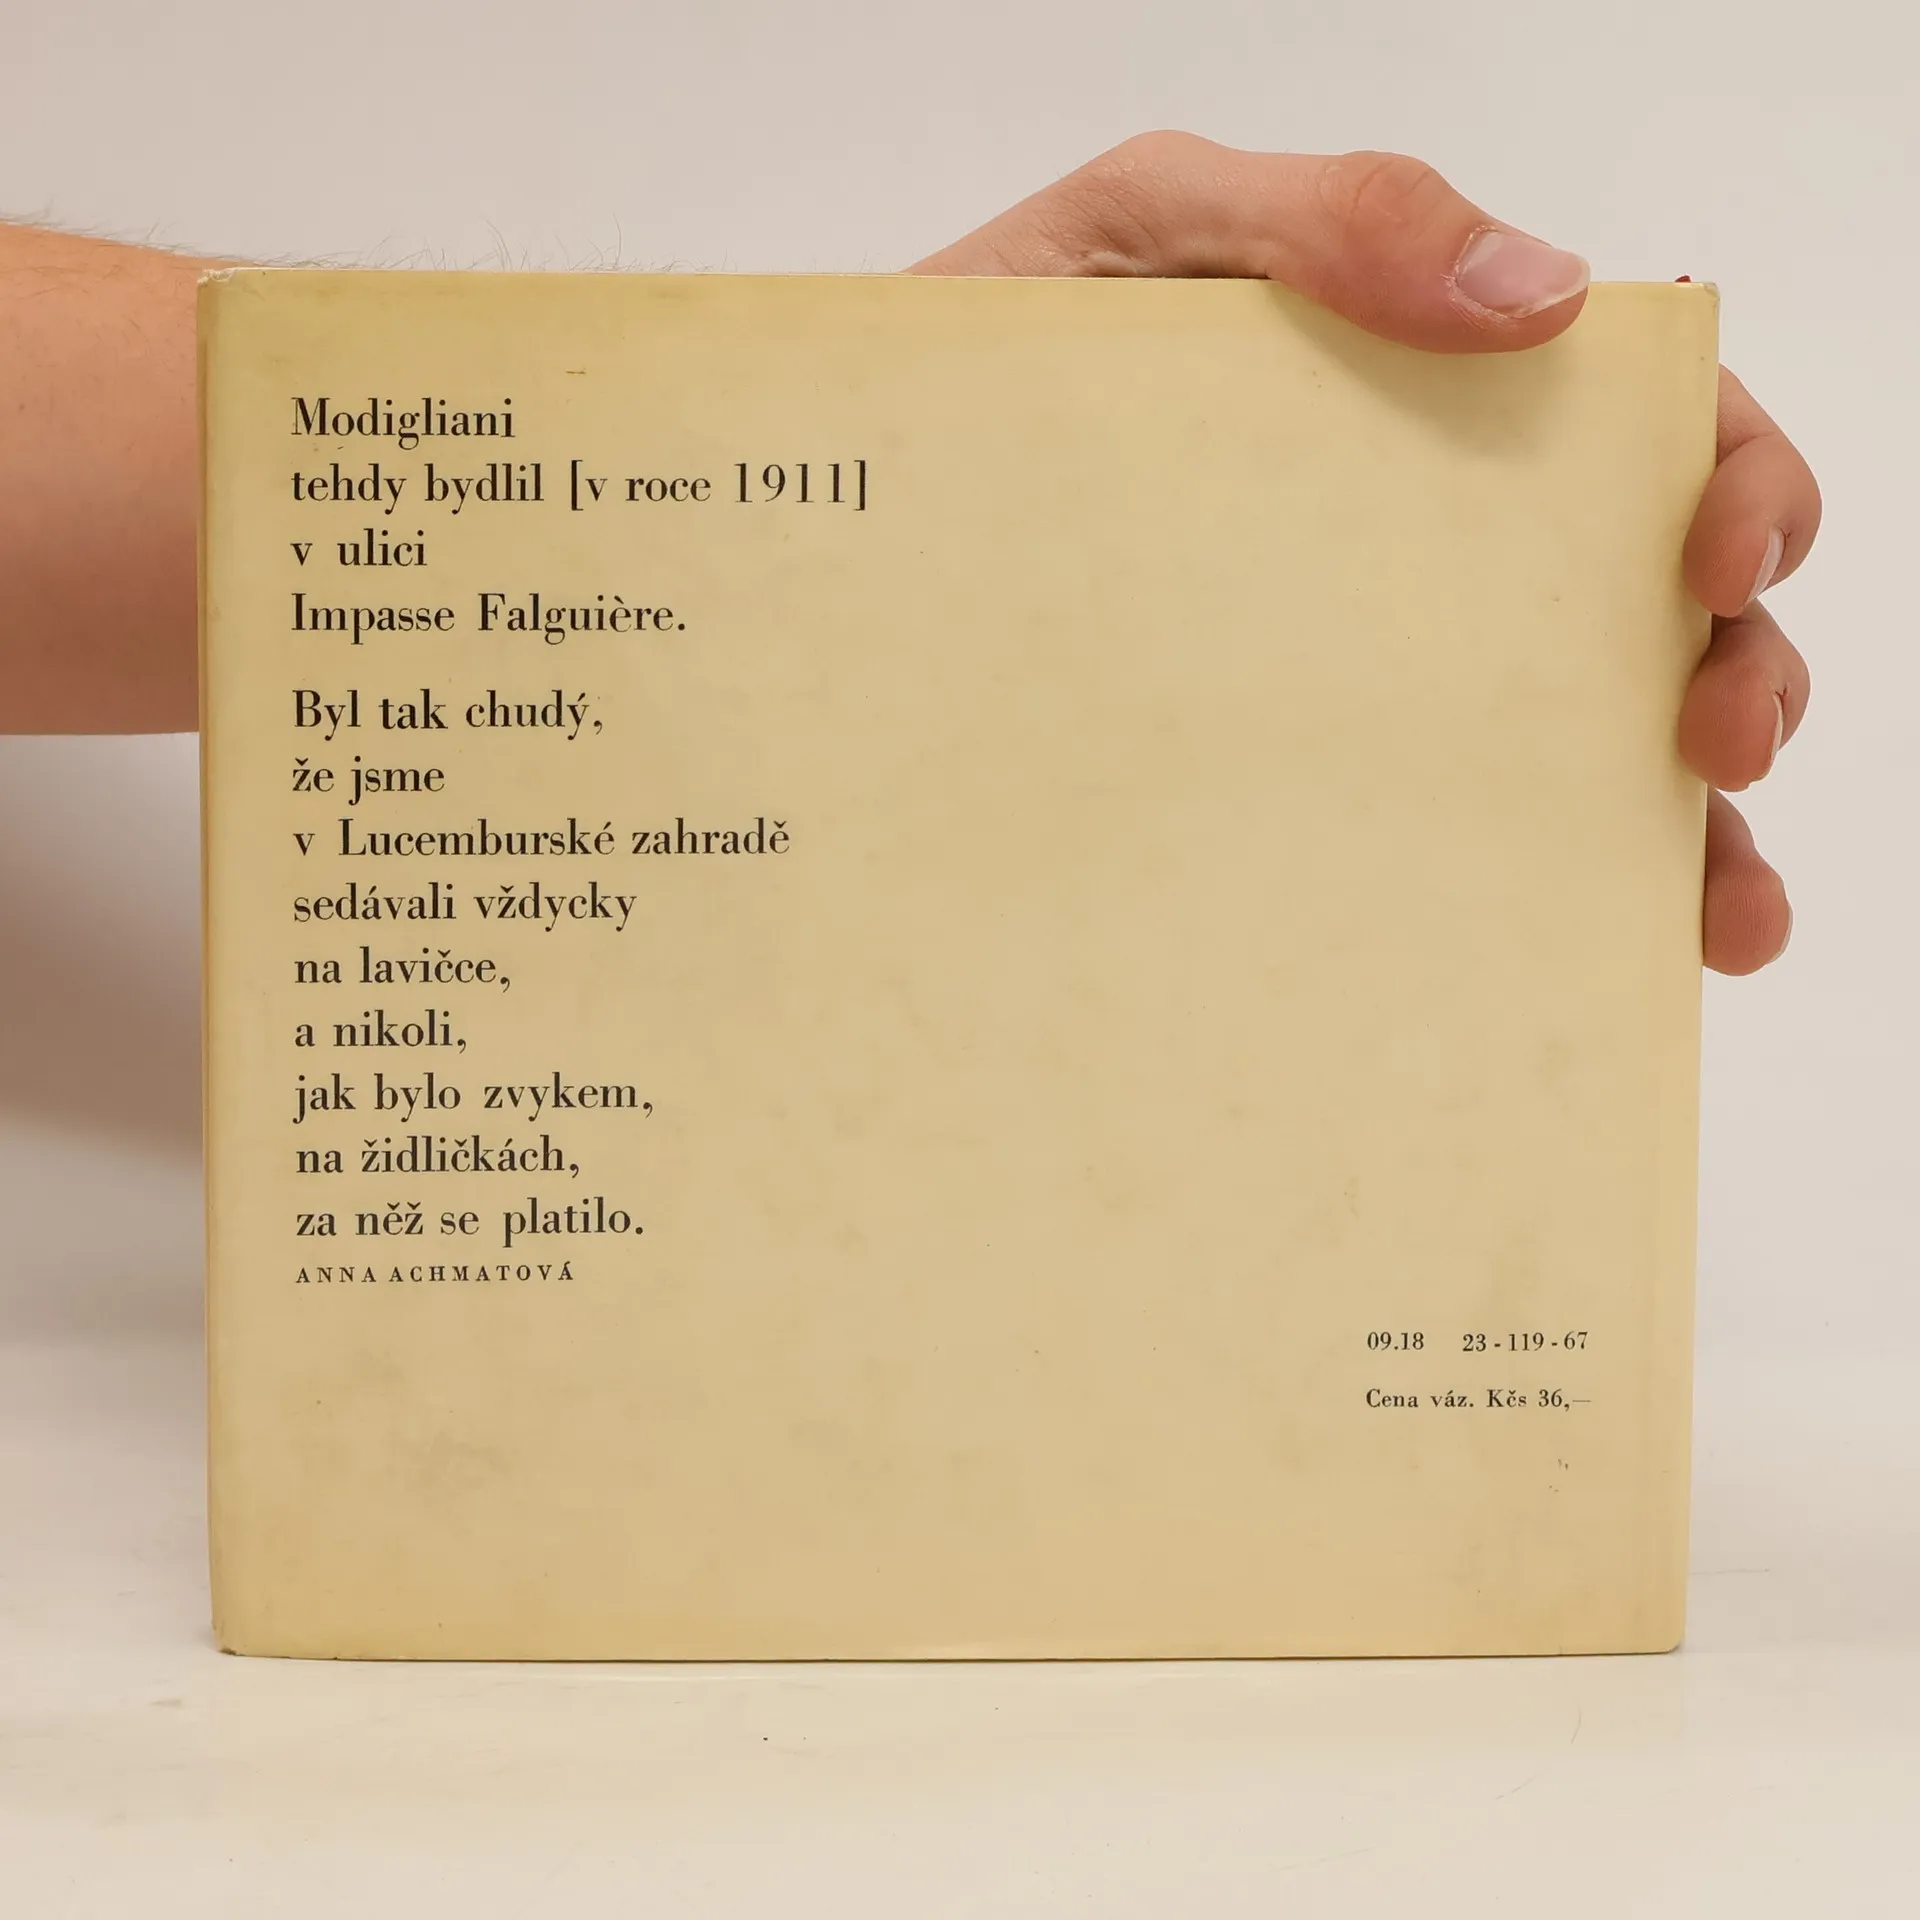 Modigliani
tehdy bydlil [v roce 1911]
v ulici
Impasse Falguière.
Byl tak chudý,
že jsme
v Lucemburské zahradě
sedávali vždycky
na lavičce,
a nikoli,
jak bylo zvykem,
na židličkách,
za něž se platilo.
ANNA ACHMATOVÁ
09.18 23-119-67
Cena váz. Kčs 36,—